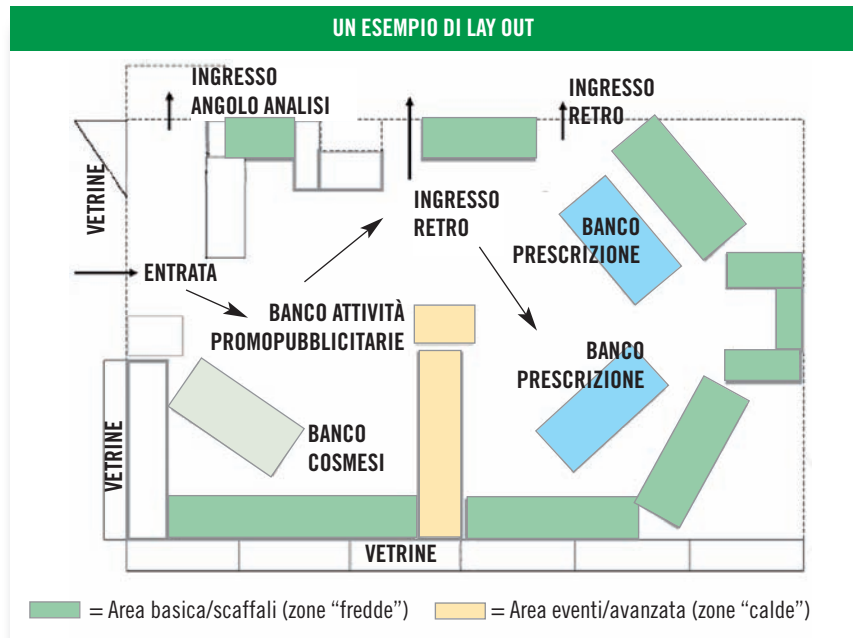 UN ESEMPIO DI LAY OUT
INGRESSO
ANGOLO ANALISI
INGRESSO
RETRO
VETRINE
INGRESSO
RETRO
BANCO
PRESCRIZIONE
ENTRATA
BANCO ATTIVITÀ
PROMOPUBBLICITARIE
BANCO
PRESCRIZIONE
VETRINE
BANCO
COSMESI
VETRINE
= Area basica/scaffali (zone “fredde”)
= Area eventi/avanzata (zone “calde”)